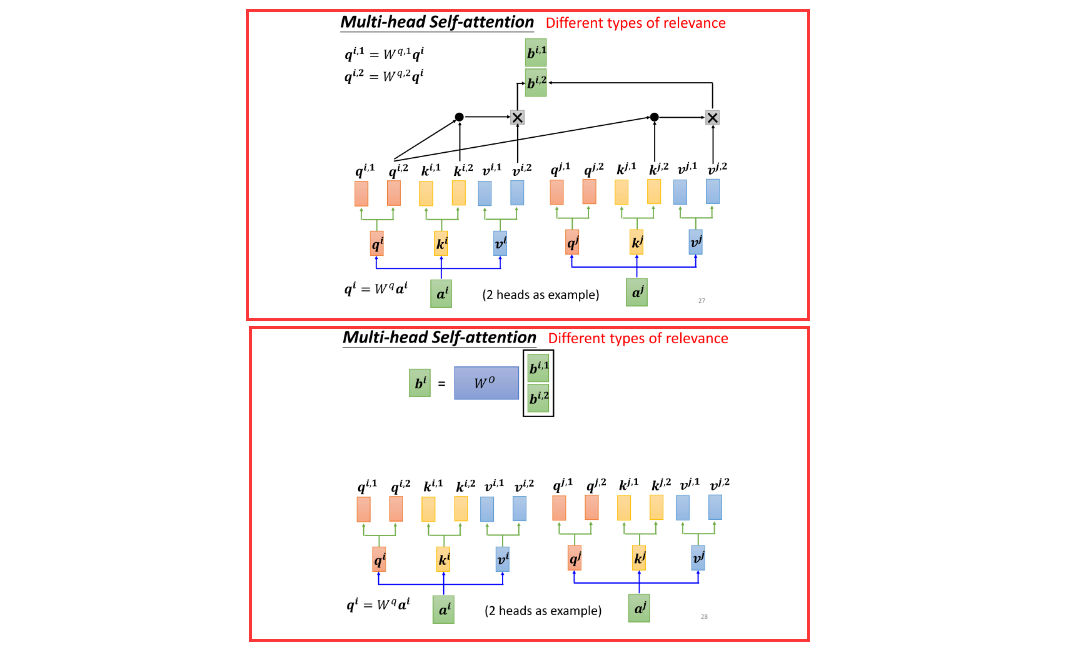 Multi-head Self-attention Different types of relevance
q^{i,1} = W^{q,1}q^i
q^{i,2} = W^{q,2}q^i
b^{i,1}
b^{i,2}
q^{i,1} q^{i,2} k^{i,1} k^{i,2} v^{i,1} v^{i,2} q^{j,1} q^{j,2} k^{j,1} k^{j,2} v^{j,1} v^{j,2}
q^i k^i v^i q^j k^j v^j
q^i = W^q a^i a^i (2 heads as example) a^j
27
Multi-head Self-attention Different types of relevance
b^i = W^O b^{i,1}
b^{i,2}
q^{i,1} q^{i,2} k^{i,1} k^{i,2} v^{i,1} v^{i,2} q^{j,1} q^{j,2} k^{j,1} k^{j,2} v^{j,1} v^{j,2}
q^i k^i v^i q^j k^j v^j
q^i = W^q a^i a^i (2 heads as example) a^j
28